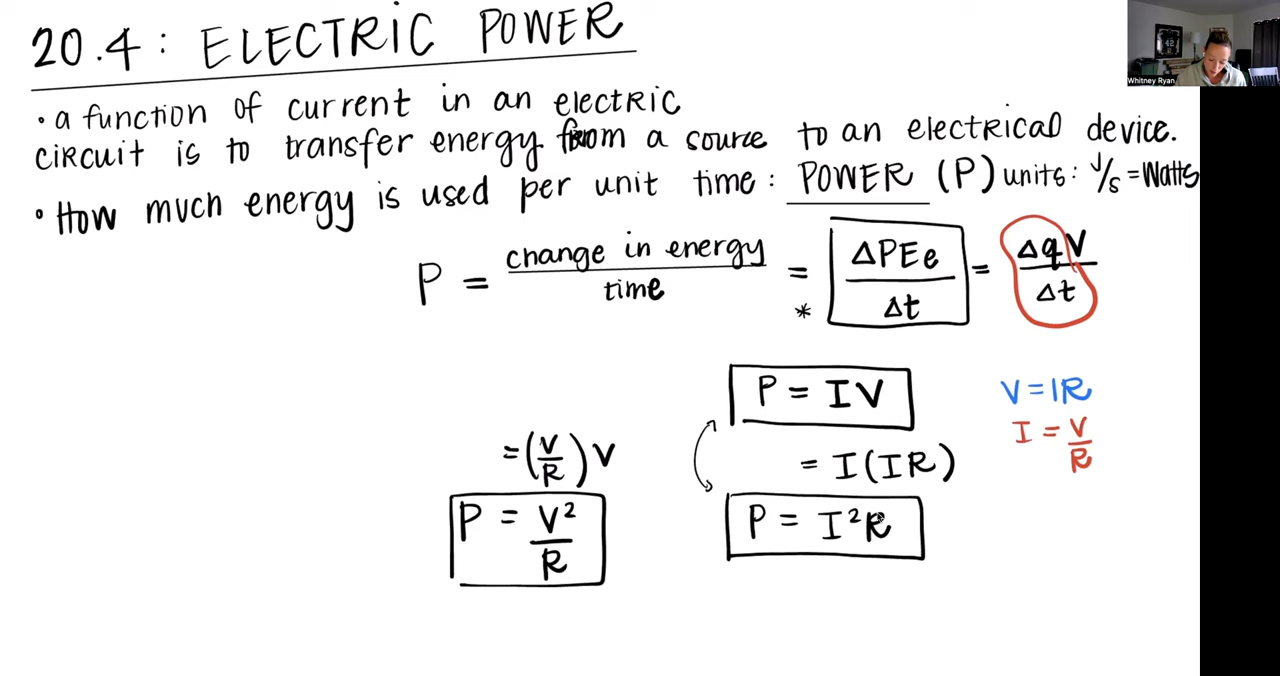 20.4: ELECTRIC POWER
Whitney Ryan
• a function of current in an electric
circuit is to transfer energy from a source to an electrical device.
• How much energy is used per unit time: POWER (P) units: J/s = Watts
P = change in energy / time = ΔPEe / Δt = Δq V / Δt
*
P = IV
V = IR
= (V/R) V
= I(IR)
I = V/R
P = V² / R
P = I²R